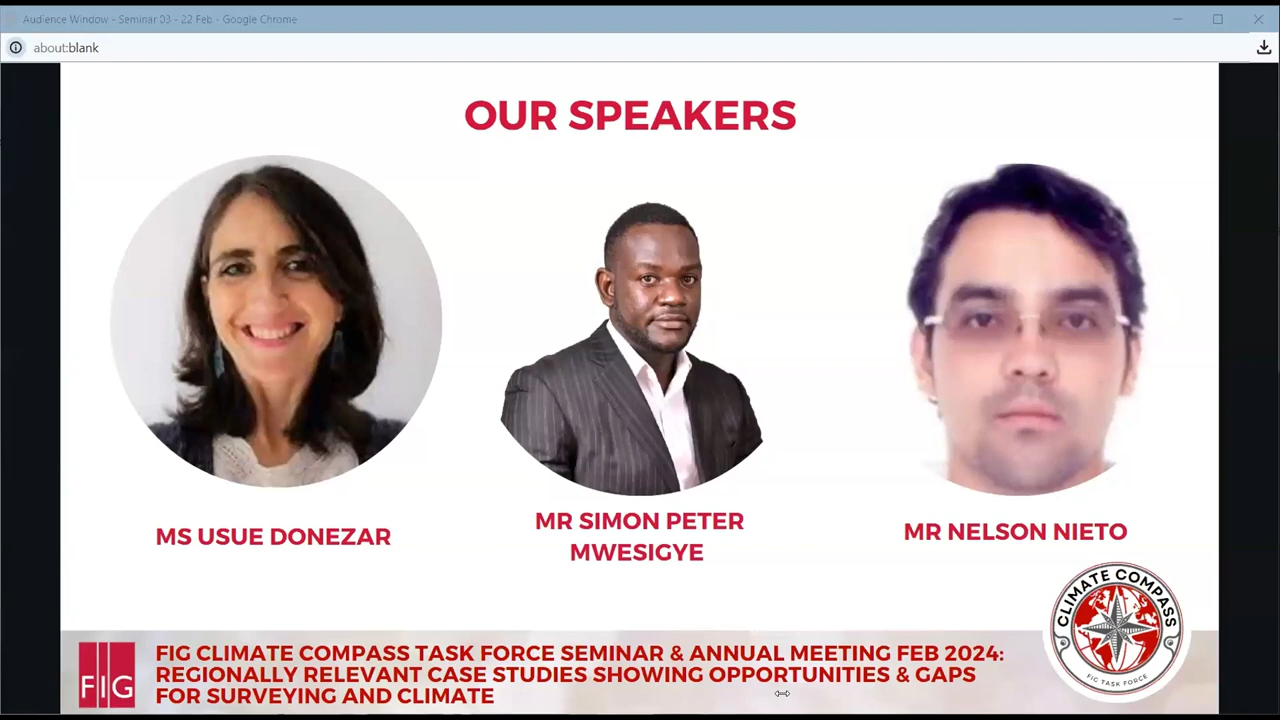 Audience Window - Seminar 03 - 22 Feb - Google Chrome
about:blank
OUR SPEAKERS
MS USUE DONEZAR
MR SIMON PETER
MWESIGYE
MR NELSON NIETO
CLIMATE COMPASS
FIG TASK FORCE
FIG
FIG CLIMATE COMPASS TASK FORCE SEMINAR & ANNUAL MEETING FEB 2024:
REGIONALLY RELEVANT CASE STUDIES SHOWING OPPORTUNITIES & GAPS
FOR SURVEYING AND CLIMATE